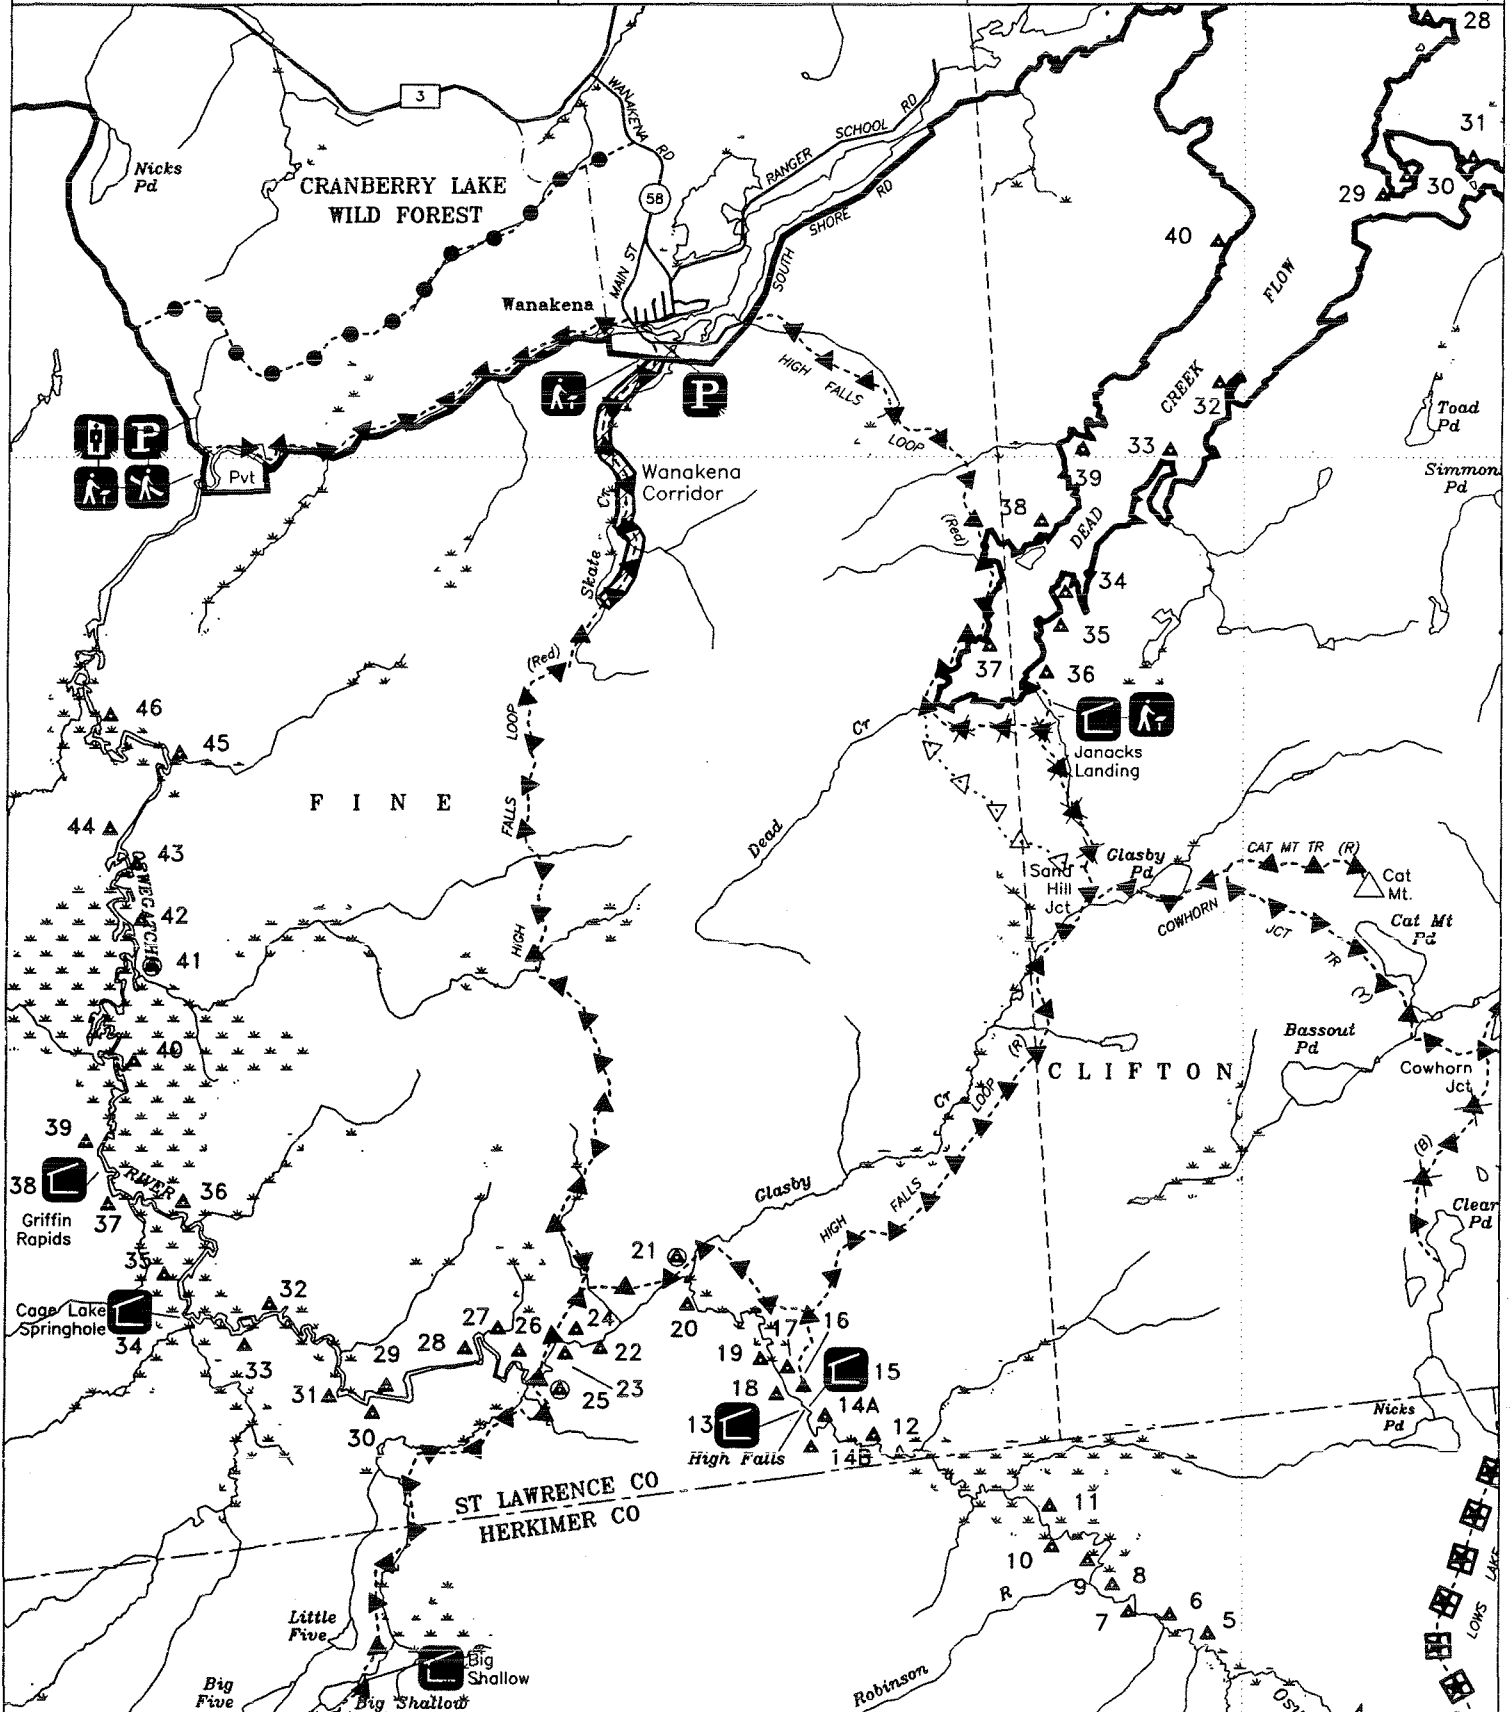 28
3
WANAKENA RD
31
Nicks
Pd
CRANBERRY LAKE
WILD FOREST
RANGER SCHOOL RD
58
29
30
SOUTH SHORE RD
40
MAIN ST
FLOW
Wanakena
HIGH FALLS LOOP
CREEK
32
P
P
Toad
Pd
33
Pvt
Wanakena
Corridor
39
Simmon
Pd
38
DEAD
(Red)
Skate Cr
34
35
37
36
(Red)
46
45
LOOP
Cr
Janacks
Landing
FINE
44
FALLS
Dead
43
CAT MT TR (R)
Glasby
Pd
Sand
Hill
Jct
Cat
Mt.
42
OSWEGATCHIE
COWHORN JCT TR
Cat Mt
Pd
HIGH
41
Bassout
Pd
40
(R)
CLIFTON
Cowhorn
Jct
LOOP
Cr
39
(B)
38
RIVER
36
Glasby
FALLS
Griffin
Rapids
37
Clear
Pd
HIGH
21
35
32
Cage Lake
Springhole
34
27
26
24
20
17
16
28
22
19
33
29
15
31
25
23
18
14A
13
12
30
High Falls
14B
Nicks
Pd
ST LAWRENCE CO
HERKIMER CO
11
10
9
8
R
7
6
5
Little
Five
LOWS LAKE
Big
Shallow
Big
Five
Big Shallow
Robinson